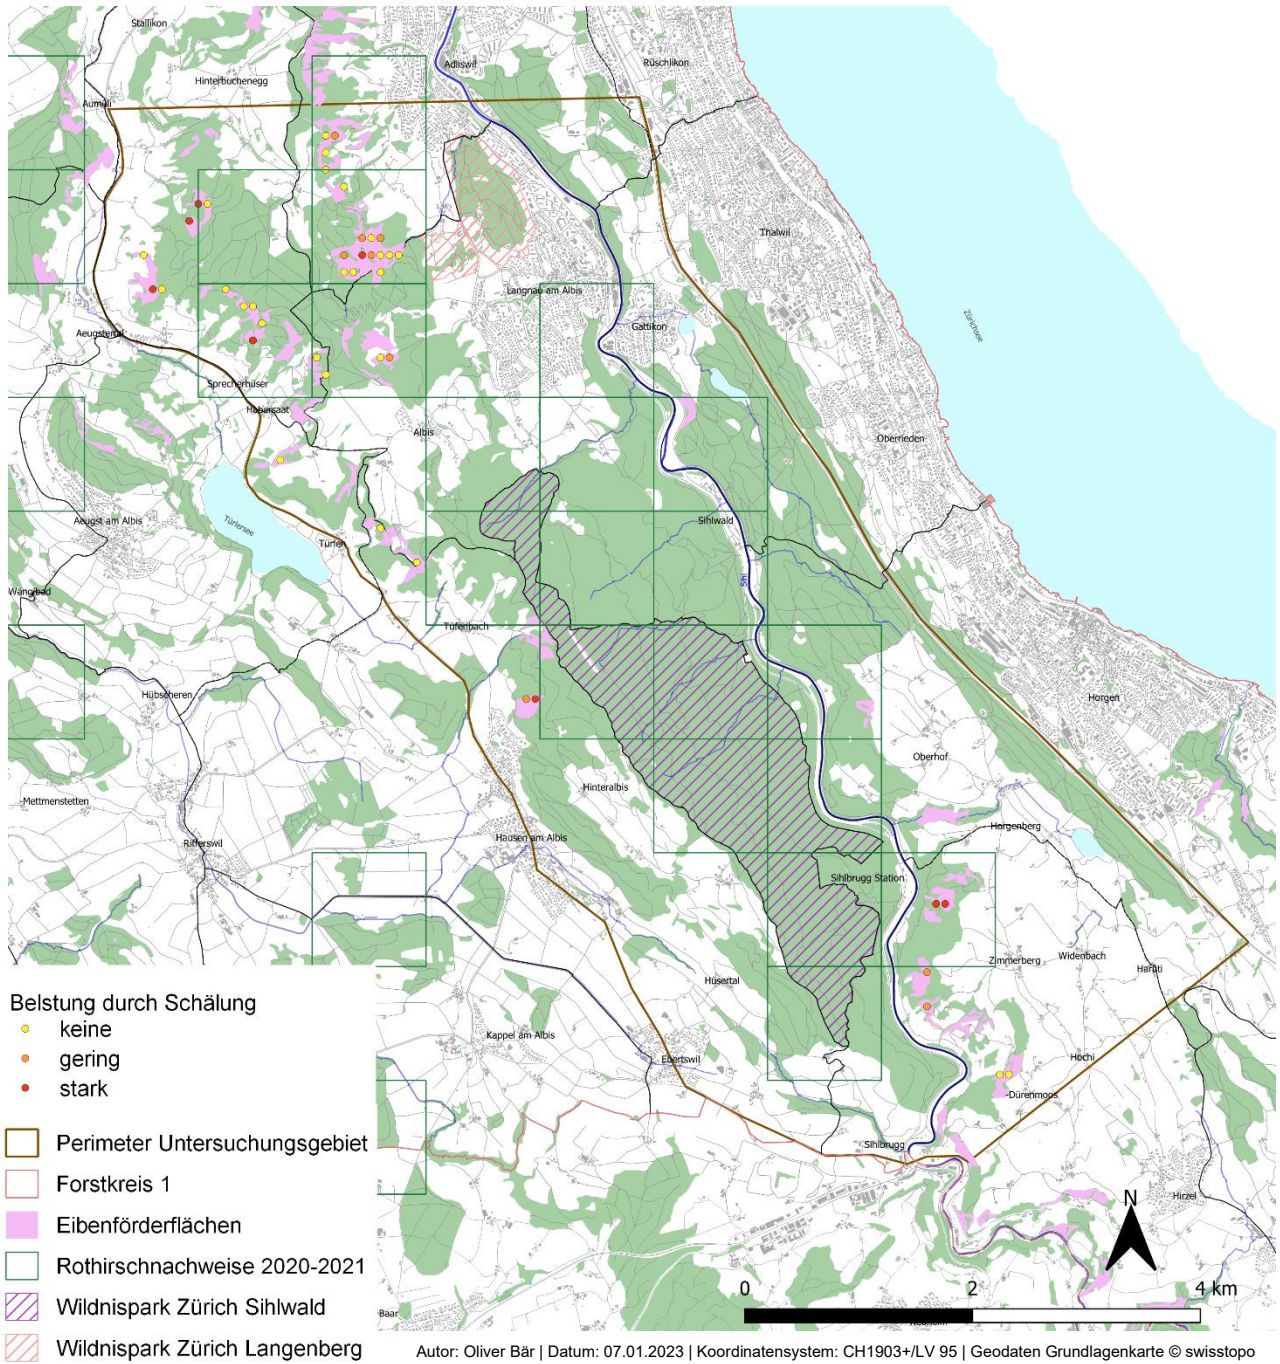 Stallikon
Adliswil
Rüschlikon
Hinterbuchenegg
Aumüli
Thalwil
Langnau am Albis
Gattikon
Zürichsee
Aeugstertal
Sprecherhüser
Habersaat
Albis
Oberrieden
Aeugst am Albis
Türlersee
Türlen
Sihlwald
Sihl
Wängibad
Tüfenbach
Hübscheren
Horgen
Oberhof
Hinteralbis
Mettmenstetten
Rifferswil
Hausen am Albis
Horgenberg
Sihlbrugg Station
Zimmerberg
Widenbach
Harüti
Hüsertal
Kappel am Albis
Ebertswil
Höchi
Dürenmoos
Sihlbrugg
Hirzel
Baar
Belstung durch Schälung
keine
gering
stark
Perimeter Untersuchungsgebiet
Forstkreis 1
Eibenförderflächen
Rothirschnachweise 2020-2021
Wildnispark Zürich Sihlwald
Wildnispark Zürich Langenberg
N
0 2 4 km
Autor: Oliver Bär | Datum: 07.01.2023 | Koordinatensystem: CH1903+/LV 95 | Geodaten Grundlagenkarte © swisstopo